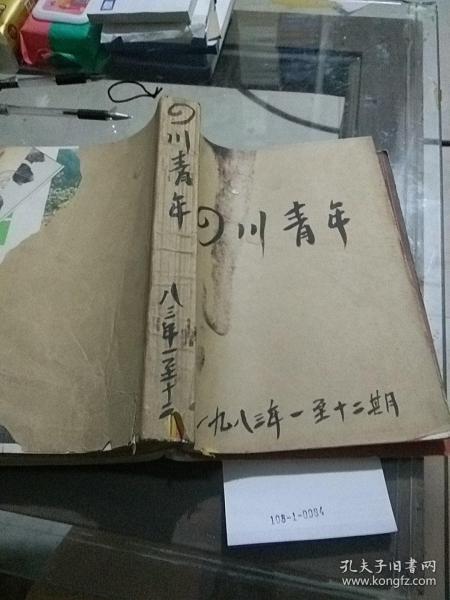 四川青年
八三年一至十二
四川青年
一九八三年一至十二期
108-1-0084
孔夫子旧书网
www.kongfz.com